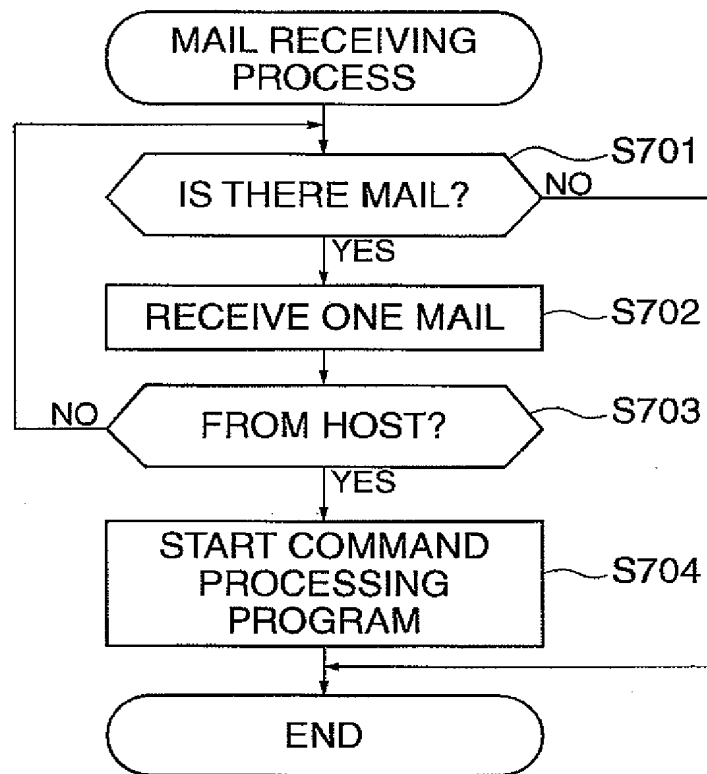 MAIL RECEIVING
PROCESS
S701
IS THERE MAIL?
NO
YES
RECEIVE ONE MAIL
S702
NO
FROM HOST?
S703
YES
START COMMAND
PROCESSING
PROGRAM
S704
END